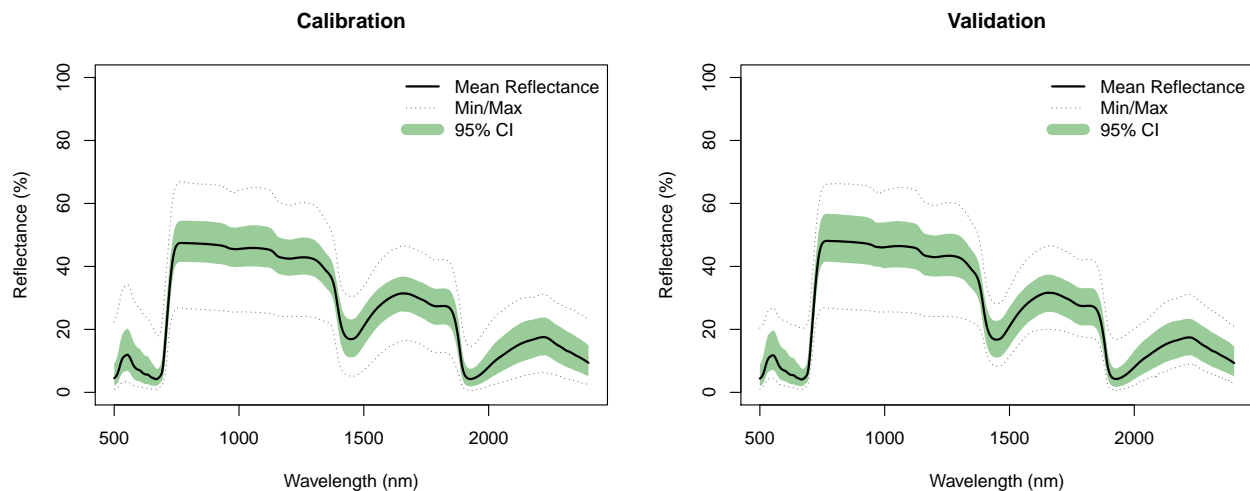 Calibration
Mean Reflectance
Min/Max
95% CI
Reflectance (%)
0
20
40
60
80
100
500
1000
1500
2000
Wavelength (nm)
Validation
Mean Reflectance
Min/Max
95% CI
Reflectance (%)
0
20
40
60
80
100
500
1000
1500
2000
Wavelength (nm)